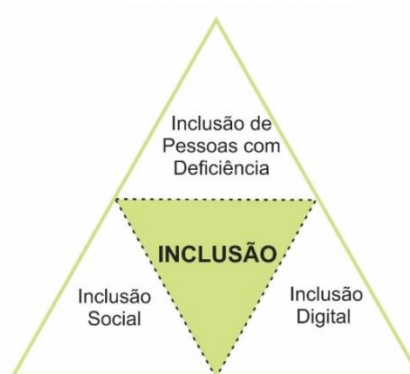 Inclusão de
Pessoas com
Deficiência
INCLUSÃO
Inclusão
Social
Inclusão
Digital